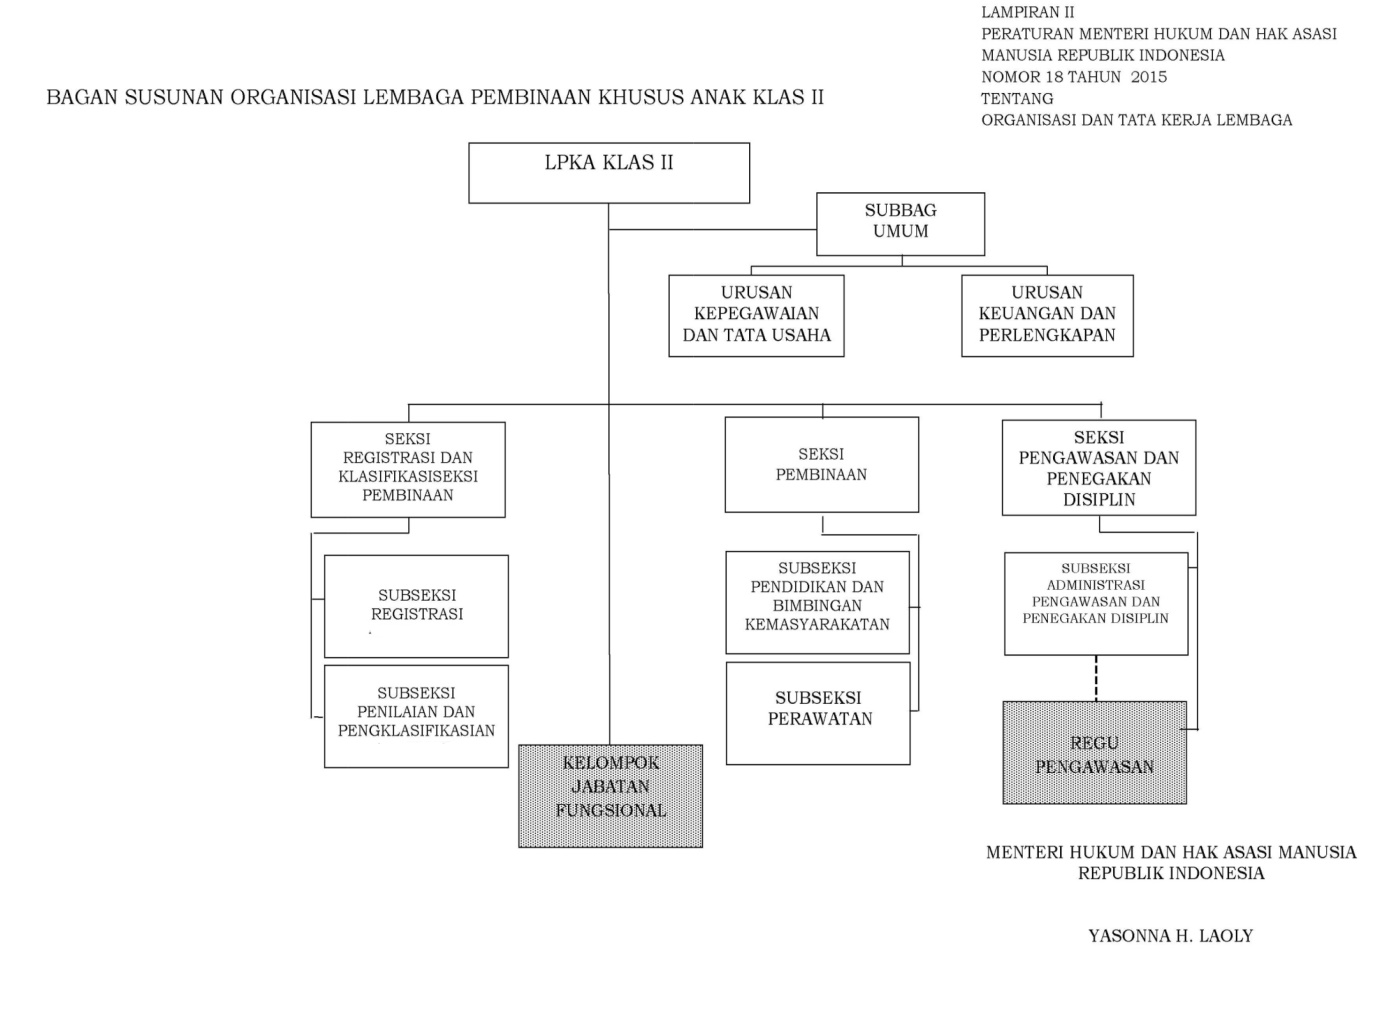 LAMPIRAN II
PERATURAN MENTERI HUKUM DAN HAK ASASI
MANUSIA REPUBLIK INDONESIA
NOMOR 18 TAHUN 2015
TENTANG
ORGANISASI DAN TATA KERJA LEMBAGA
BAGAN SUSUNAN ORGANISASI LEMBAGA PEMBINAAN KHUSUS ANAK KLAS II
LPKA KLAS II
SUBBAG
UMUM
URUSAN
KEPEGAWAIAN
DAN TATA USAHA
URUSAN
KEUANGAN DAN
PERLENGKAPAN
SEKSI
REGISTRASI DAN
KLASIFIKASISEKSI
PEMBINAAN
SEKSI
PEMBINAAN
SEKSI
PENGAWASAN DAN
PENEGAKAN
DISIPLIN
SUBSEKSI
REGISTRASI
.
SUBSEKSI
PENDIDIKAN DAN
BIMBINGAN
KEMASYARAKATAN
SUBSEKSI
ADMINISTRASI
PENGAWASAN DAN
PENEGAKAN DISIPLIN
SUBSEKSI
PENILAIAN DAN
PENGKLASIFIKASIAN
SUBSEKSI
PERAWATAN
REGU
PENGAWASAN
KELOMPOK
JABATAN
FUNGSIONAL
MENTERI HUKUM DAN HAK ASASI MANUSIA
REPUBLIK INDONESIA
YASONNA H. LAOLY